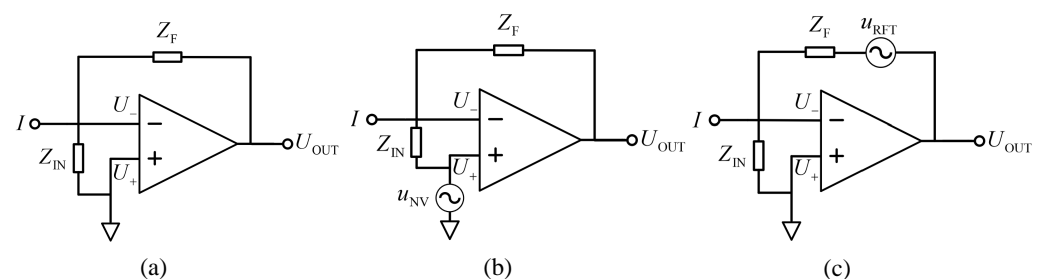 Z_F
U_−
I
−
U_OUT
Z_IN
+
U_+
(a)
Z_F
U_−
I
−
U_OUT
Z_IN
+
U_+
u_NV
(b)
Z_F
u_RFT
U_−
I
−
U_OUT
Z_IN
+
U_+
(c)